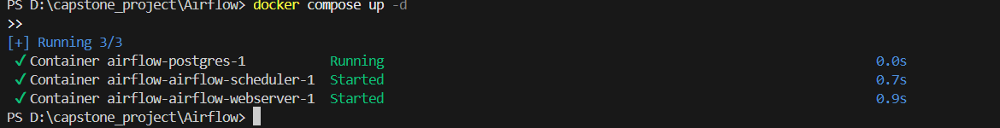 PS D:\capstone_project\Airflow> docker compose up -d
>>
[+] Running 3/3
✓ Container airflow-postgres-1 Running 0.0s
✓ Container airflow-airflow-scheduler-1 Started 0.7s
✓ Container airflow-airflow-webserver-1 Started 0.9s
PS D:\capstone_project\Airflow>